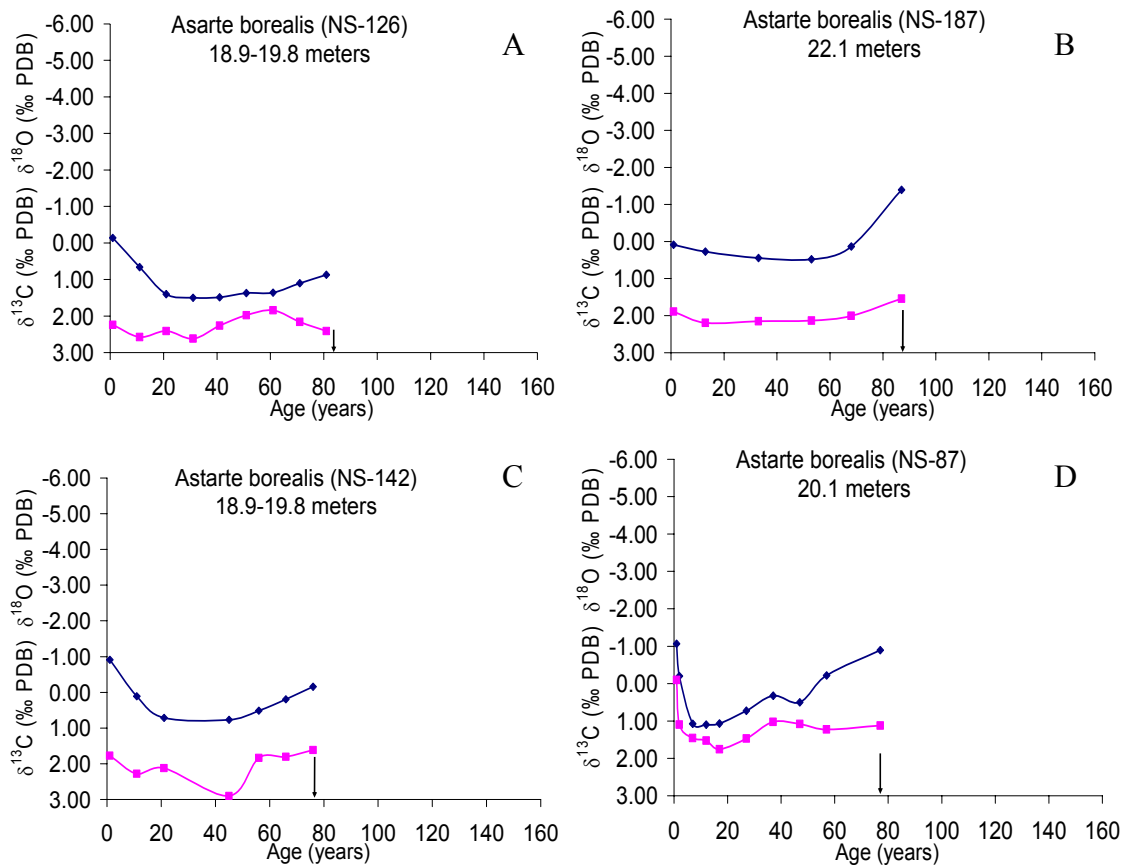 Asarte borealis (NS-126)
18.9-19.8 meters
A
δ13C (‰ PDB) δ18O (‰ PDB)
-6.00
-5.00
-4.00
-3.00
-2.00
-1.00
0.00
1.00
2.00
3.00
0 20 40 60 80 100 120 140 160
Age (years)
Astarte borealis (NS-187)
22.1 meters
B
δ13C (‰ PDB) δ18O (‰ PDB)
-6.00
-5.00
-4.00
-3.00
-2.00
-1.00
0.00
1.00
2.00
3.00
0 20 40 60 80 100 120 140 160
Age (years)
Astarte borealis (NS-142)
18.9-19.8 meters
C
δ13C (‰ PDB) δ18O (‰ PDB)
-6.00
-5.00
-4.00
-3.00
-2.00
-1.00
0.00
1.00
2.00
3.00
0 20 40 60 80 100 120 140 160
Age (years)
Astarte borealis (NS-87)
20.1 meters
D
δ13C (‰ PDB) δ18O (‰ PDB)
-6.00
-5.00
-4.00
-3.00
-2.00
-1.00
0.00
1.00
2.00
3.00
0 20 40 60 80 100 120 140 160
Age (years)